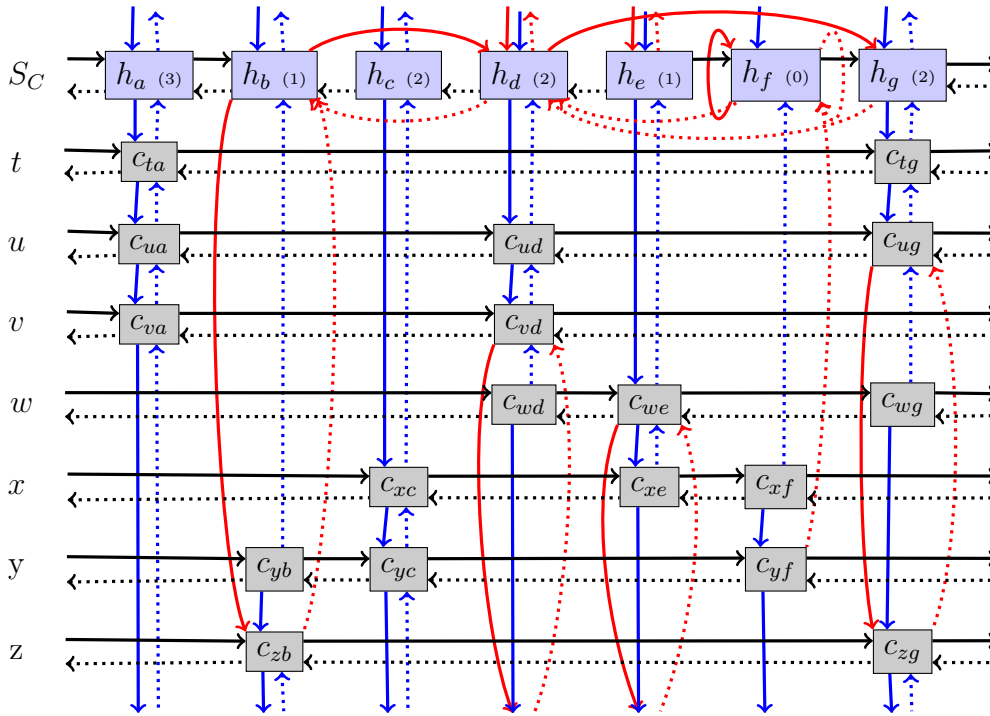 S_C h_a (3) h_b (1) h_c (2) h_d (2) h_e (1) h_f (0) h_g (2)
t c_ta c_tg
u c_ua c_ud c_ug
v c_va c_vd
w c_wd c_we c_wg
x c_xc c_xe c_xf
y c_yb c_yc c_yf
z c_zb c_zg